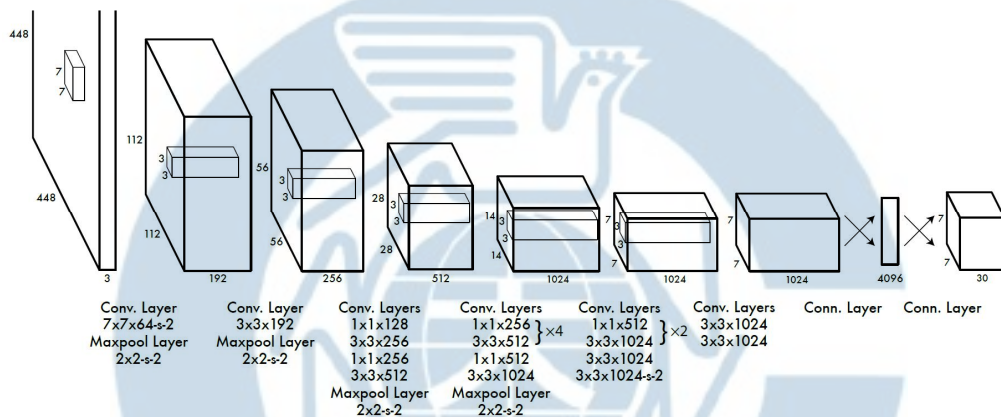 448
7
7
448
3
112
3
3
112
192
56
3
3
56
256
28
3
3
28
512
14
3
3
14
1024
7
3
3
7
1024
7
7
1024
4096
7
7
30
Conv. Layer
7x7x64-s-2
Maxpool Layer
2x2-s-2
Conv. Layer
3x3x192
Maxpool Layer
2x2-s-2
Conv. Layers
1x1x128
3x3x256
1x1x256
3x3x512
Maxpool Layer
2x2-s-2
Conv. Layers
1x1x256
3x3x512 }×4
1x1x512
3x3x1024
Maxpool Layer
2x2-s-2
Conv. Layers
1x1x512
3x3x1024 }×2
3x3x1024
3x3x1024-s-2
Conv. Layers
3x3x1024
3x3x1024
Conn. Layer
Conn. Layer